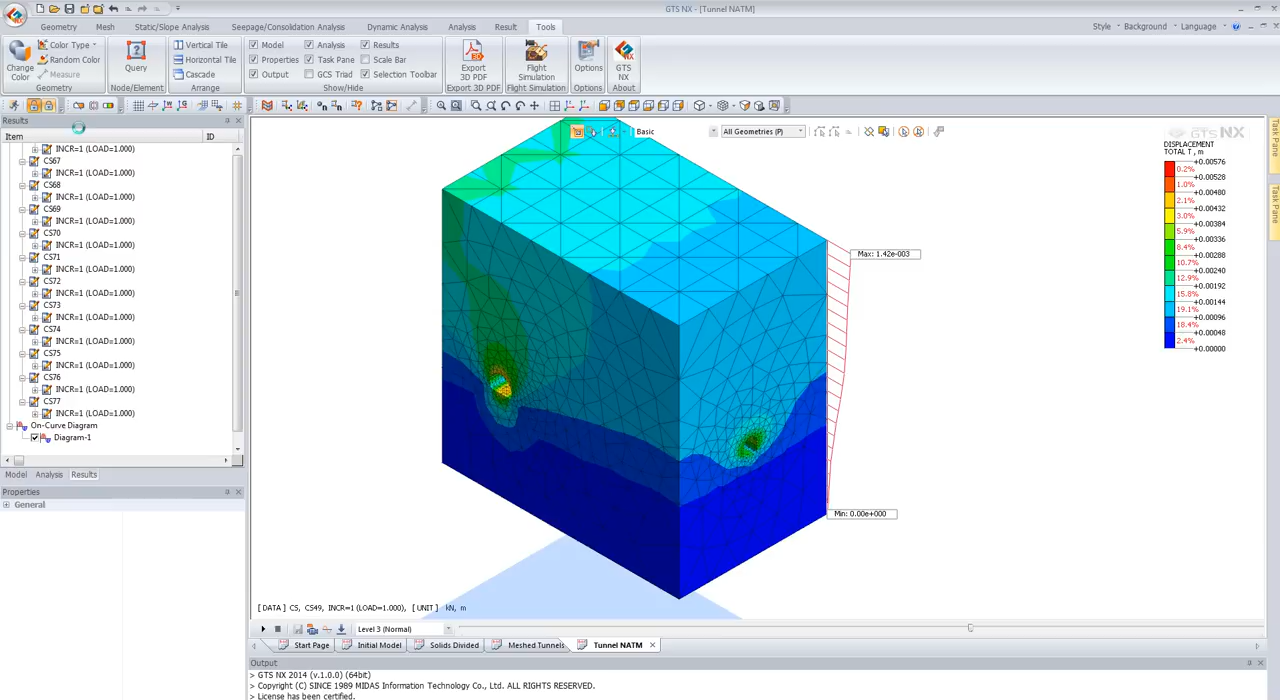 GTS NX - [Tunnel NATM]
Geometry Mesh Static/Slope Analysis Seepage/Consolidation Analysis Dynamic Analysis Analysis Result Tools
Style Background Language
Change Color
Color Type
Random Color
Measure
Geometry
Query
Node/Element
Vertical Tile
Horizontal Tile
Cascade
Arrange
Model Analysis Results
Properties Task Pane Scale Bar
Output GCS Triad Selection Toolbar
Show/Hide
Export 3D PDF
Export 3D PDF
Flight Simulation
Flight Simulation
Options
Options
GTS NX
About
Results
Item ID
INCR=1 (LOAD=1.000)
CS67
INCR=1 (LOAD=1.000)
CS68
INCR=1 (LOAD=1.000)
CS69
INCR=1 (LOAD=1.000)
CS70
INCR=1 (LOAD=1.000)
CS71
INCR=1 (LOAD=1.000)
CS72
INCR=1 (LOAD=1.000)
CS73
INCR=1 (LOAD=1.000)
CS74
INCR=1 (LOAD=1.000)
CS75
INCR=1 (LOAD=1.000)
CS76
INCR=1 (LOAD=1.000)
CS77
INCR=1 (LOAD=1.000)
On-Curve Diagram
Diagram-1
Model Analysis Results
Properties
General
Basic
All Geometries (P)
GTS NX
DISPLACEMENT
TOTAL T , m
+0.00576
0.2%
+0.00528
1.0%
+0.00480
2.1%
+0.00432
3.0%
+0.00384
5.9%
+0.00336
8.4%
+0.00288
10.7%
+0.00240
12.9%
+0.00192
15.8%
+0.00144
19.1%
+0.00096
18.4%
+0.00048
2.4%
+0.00000
Max: 1.42e-003
Min: 0.00e+000
[ DATA ] CS, CS49, INCR=1 (LOAD=1.000), [ UNIT ] kN, m
Level 3 (Normal)
Start Page Initial Model Solids Divided Meshed Tunnels Tunnel NATM
Task Pane
Task Pane
Output
> GTS NX 2014 (v.1.0.0) (64bit)
> Copyright (C) SINCE 1989 MIDAS Information Technology Co., Ltd. ALL RIGHTS RESERVED.
> License has been certified.